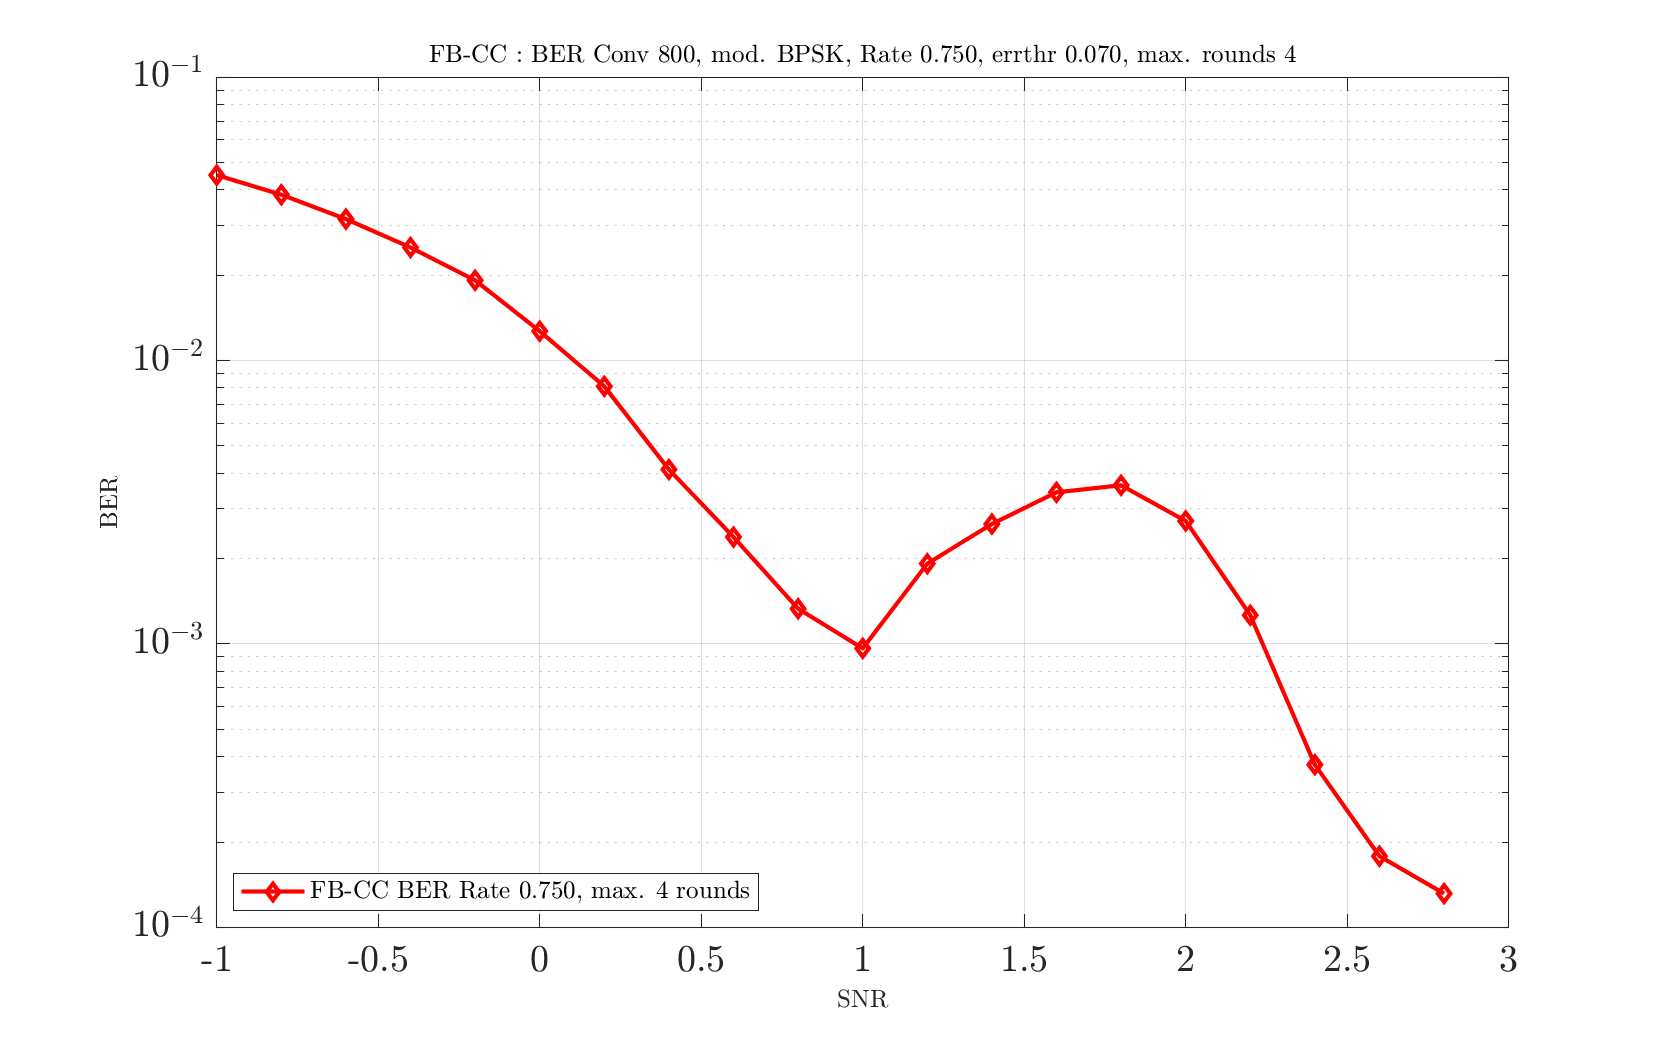 FB-CC : BER Conv 800, mod. BPSK, Rate 0.750, errthr 0.070, max. rounds 4
10⁻¹
10⁻²
10⁻³
10⁻⁴
BER
FB-CC BER Rate 0.750, max. 4 rounds
-1 -0.5 0 0.5 1 1.5 2 2.5 3
SNR